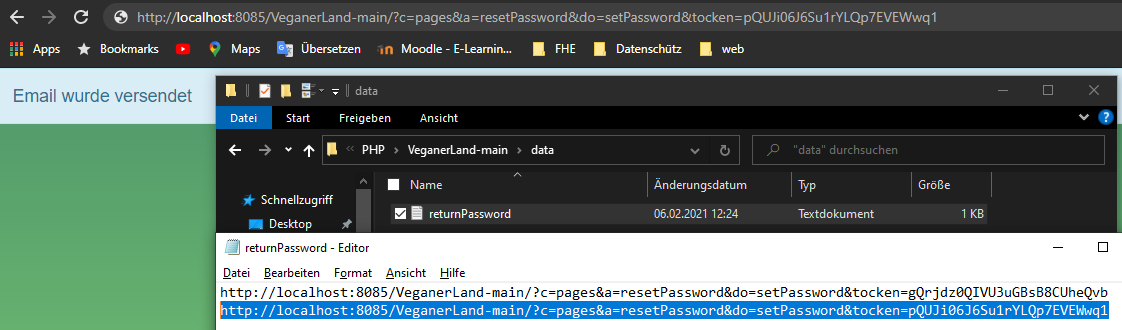 http://localhost:8085/VeganerLand-main/?c=pages&a=resetPassword&do=setPassword&tocken=pQUJi06J6Su1rYLQp7EVEWwq1
Apps Bookmarks YouTube Maps Übersetzen Moodle - E-Learnin... FHE Datenschütz web
Email wurde versendet
data
Datei Start Freigeben Ansicht
« PHP > VeganerLand-main > data
"data" durchsuchen
Name Änderungsdatum Typ Größe
Schnellzugriff
Desktop
returnPassword 06.02.2021 12:24 Textdokument 1 KB
returnPassword - Editor
Datei Bearbeiten Format Ansicht Hilfe
http://localhost:8085/VeganerLand-main/?c=pages&a=resetPassword&do=setPassword&tocken=gQrjdz0QIVU3uGBsB8CUheQvb
http://localhost:8085/VeganerLand-main/?c=pages&a=resetPassword&do=setPassword&tocken=pQUJi06J6Su1rYLQp7EVEWwq1